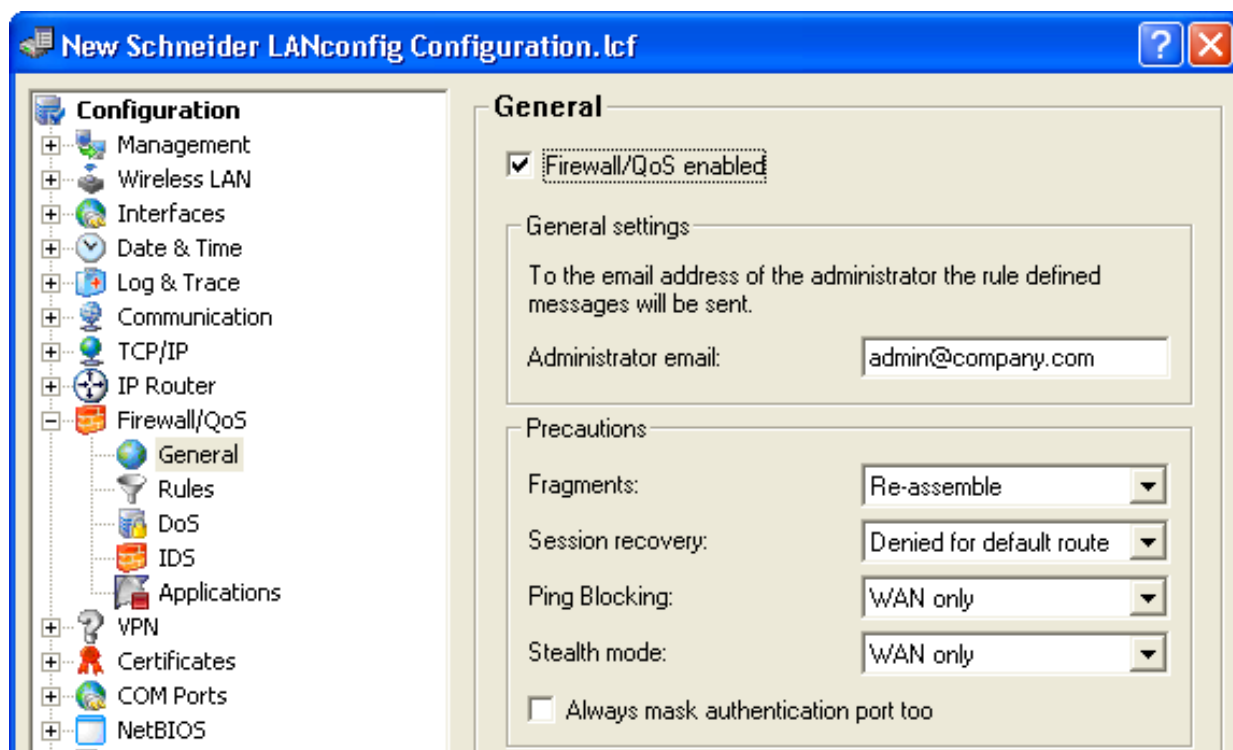 New Schneider LANconfig Configuration.lcf
Configuration
Management
Wireless LAN
Interfaces
Date & Time
Log & Trace
Communication
TCP/IP
IP Router
Firewall/QoS
General
Rules
DoS
IDS
Applications
VPN
Certificates
COM Ports
NetBIOS
General
Firewall/QoS enabled
General settings
To the email address of the administrator the rule defined
messages will be sent.
Administrator email: admin@company.com
Precautions
Fragments: Re-assemble
Session recovery: Denied for default route
Ping Blocking: WAN only
Stealth mode: WAN only
Always mask authentication port too